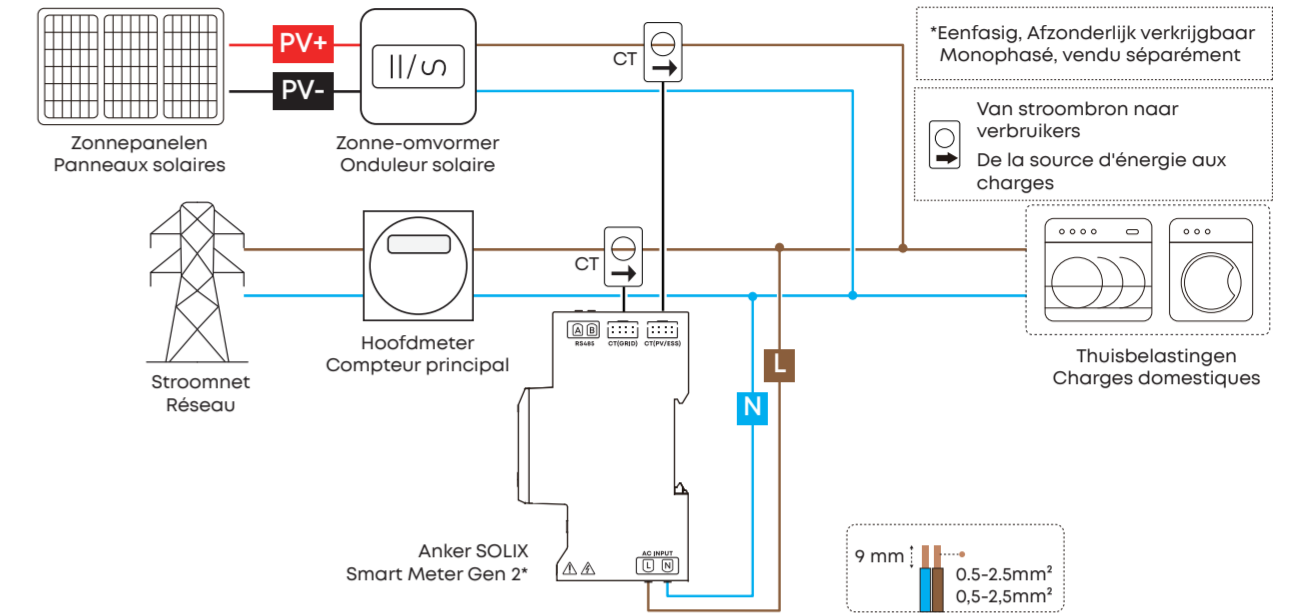 PV+
PV-
CT
*Eenfasig, Afzonderlijk verkrijgbaar
Monophasé, vendu séparément
Van stroombron naar
verbruikers
De la source d'énergie aux
charges
Zonnepanelen
Panneaux solaires
Zonne-omvormer
Onduleur solaire
CT
Stroomnet
Réseau
Hoofdmeter
Compteur principal
A B
RS485
CT(GRID)
CT(PV/ESS)
L
N
Thuisbelastingen
Charges domestiques
Anker SOLIX
Smart Meter Gen 2*
AC INPUT
L N
9 mm
0.5-2.5mm²
0,5-2,5mm²